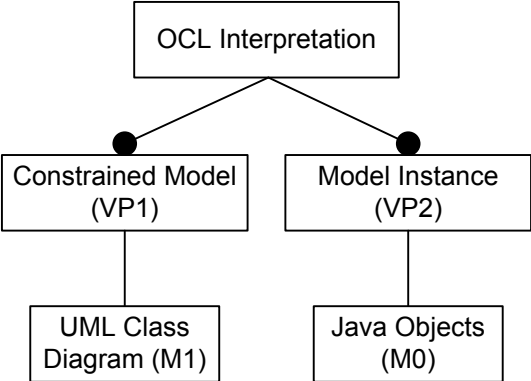 OCL Interpretation
Constrained Model
(VP1)
Model Instance
(VP2)
UML Class
Diagram (M1)
Java Objects
(M0)